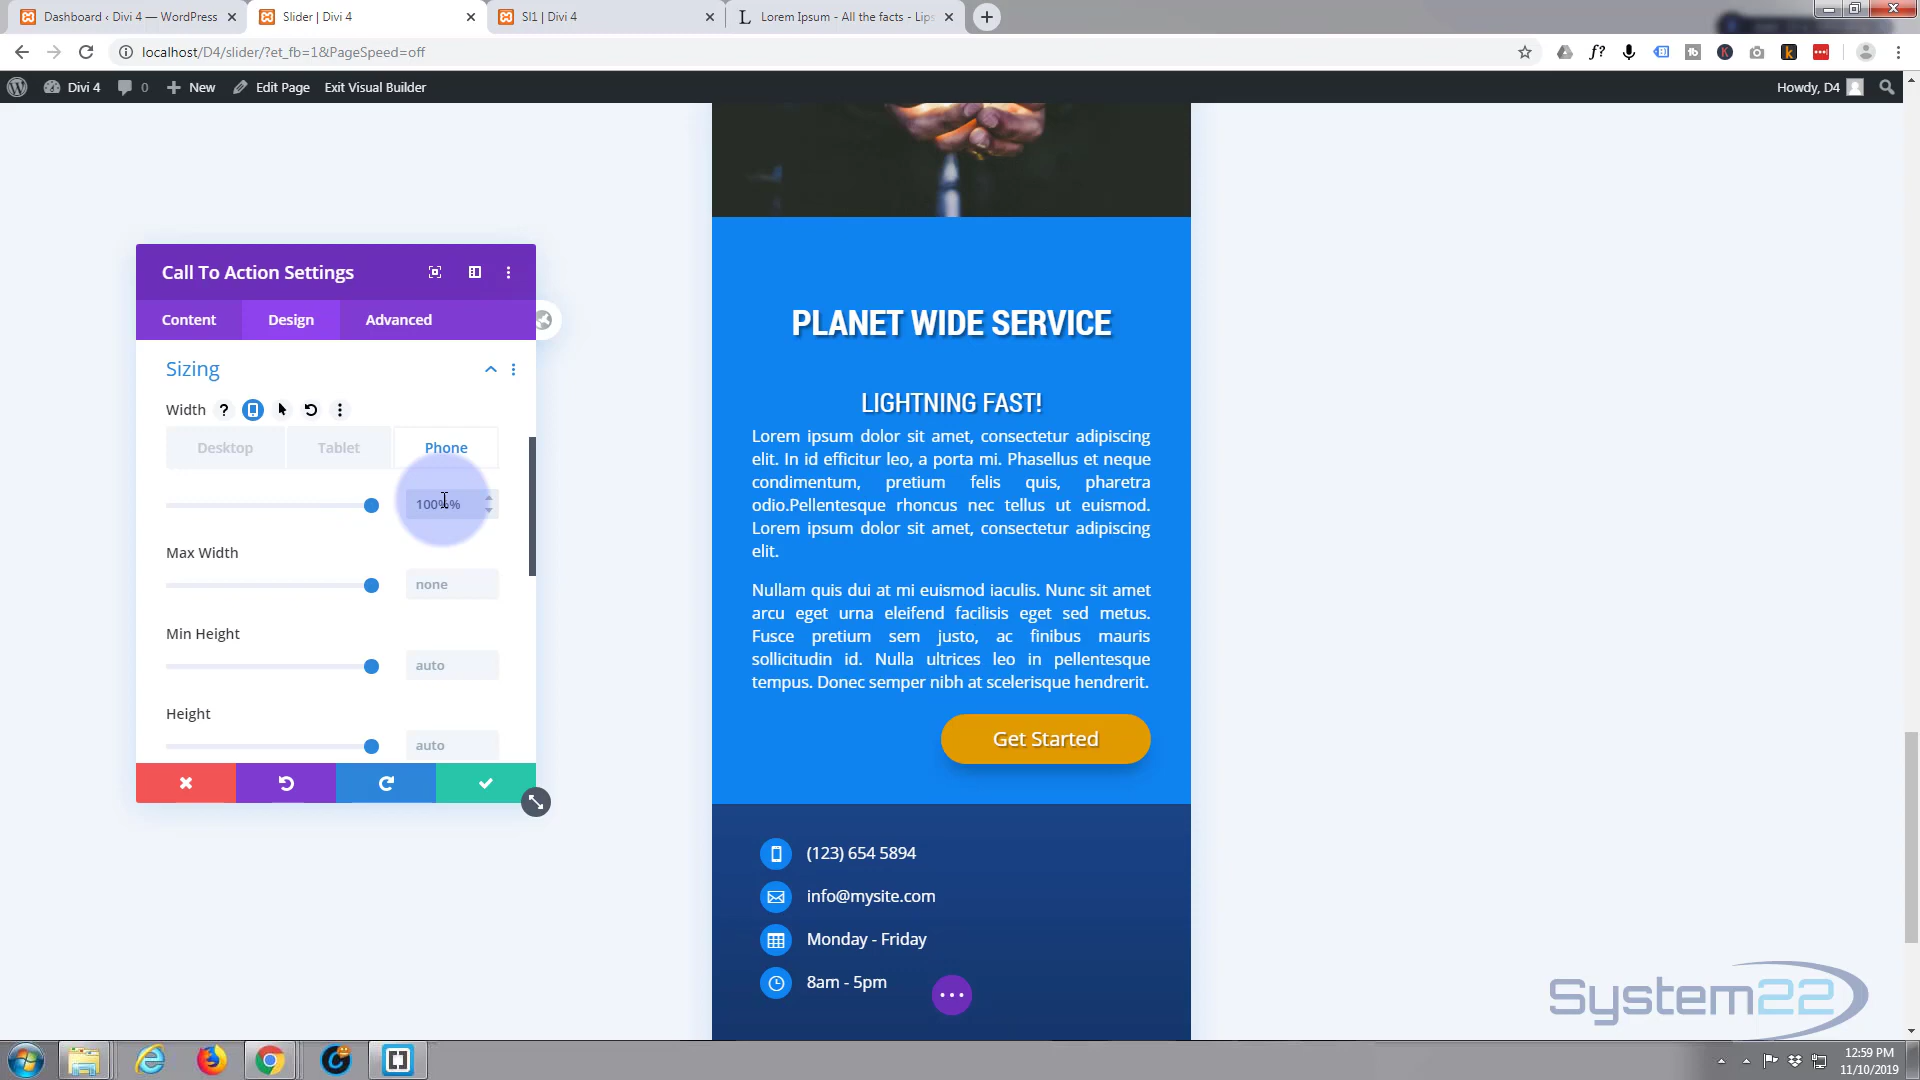 Dashboard ‹ Divi 4 — WordPress
Slider | Divi 4
Sl1 | Divi 4
Lorem Ipsum - All the facts - Lips
localhost/D4/slider/?et_fb=1&PageSpeed=off
Divi 4
0
New
Edit Page
Exit Visual Builder
Howdy, D4
Call To Action Settings
Content
Design
Advanced
Sizing
Width
Desktop
Tablet
Phone
100%%
Max Width
none
Min Height
auto
Height
auto
PLANET WIDE SERVICE
LIGHTNING FAST!
Lorem ipsum dolor sit amet, consectetur adipiscing
elit. In id efficitur leo, a porta mi. Phasellus et neque
condimentum, pretium felis quis, pharetra
odio.Pellentesque rhoncus nec tellus ut euismod.
Lorem ipsum dolor sit amet, consectetur adipiscing
elit.
Nullam quis dui at mi euismod iaculis. Nunc sit amet
arcu eget urna eleifend facilisis eget sed metus.
Fusce pretium sem justo, ac finibus mauris
sollicitudin id. Nulla ultrices leo in pellentesque
tempus. Donec semper nibh at scelerisque hendrerit.
Get Started
(123) 654 5894
info@mysite.com
Monday - Friday
8am - 5pm
System22
12:59 PM
11/10/2019